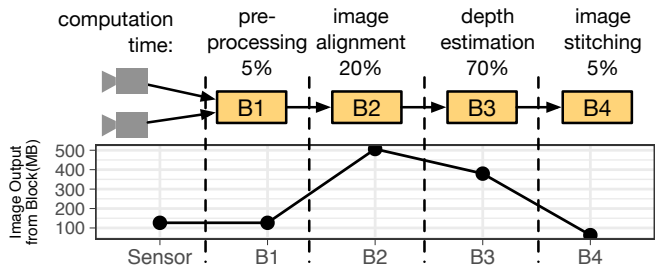 computation time:
pre-processing
5%
image alignment
20%
depth estimation
70%
image stitching
5%
B1
B2
B3
B4
Image Output
from Block(MB)
500
400
300
200
100
Sensor
B1
B2
B3
B4